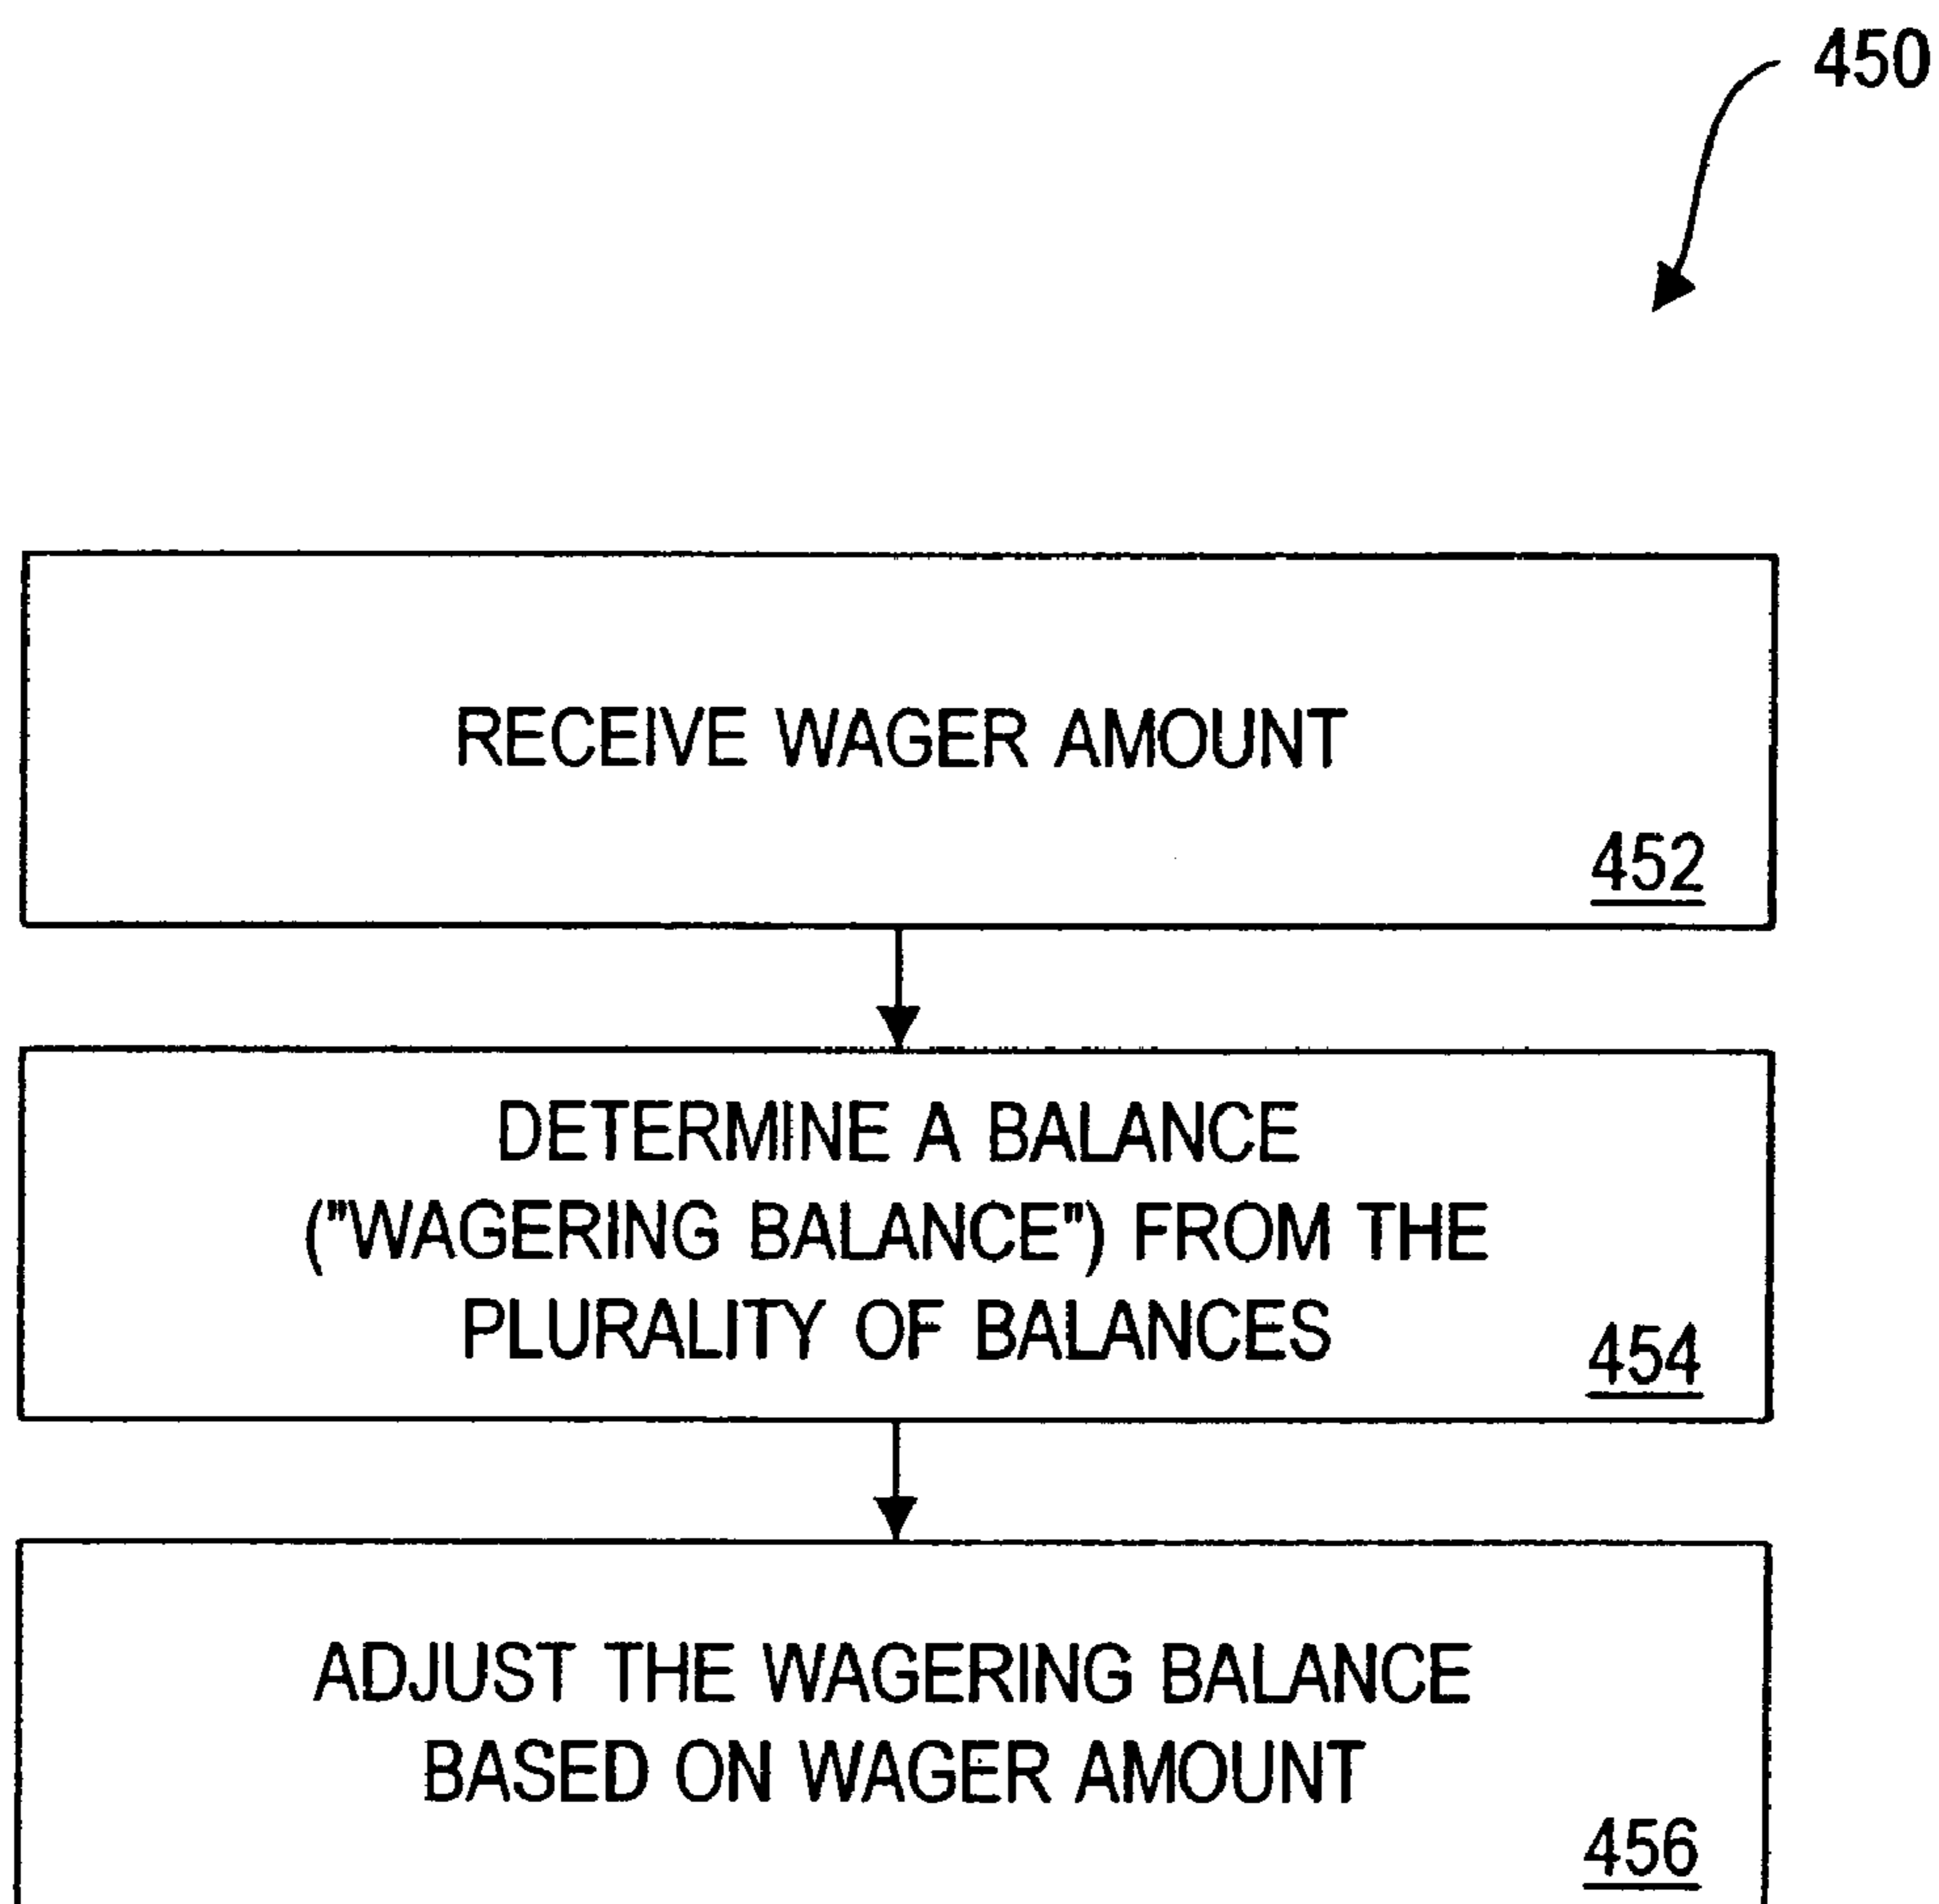 450
RECEIVE WAGER AMOUNT
452
DETERMINE A BALANCE
("WAGERING BALANCE") FROM THE
PLURALITY OF BALANCES
454
ADJUST THE WAGERING BALANCE
BASED ON WAGER AMOUNT
456